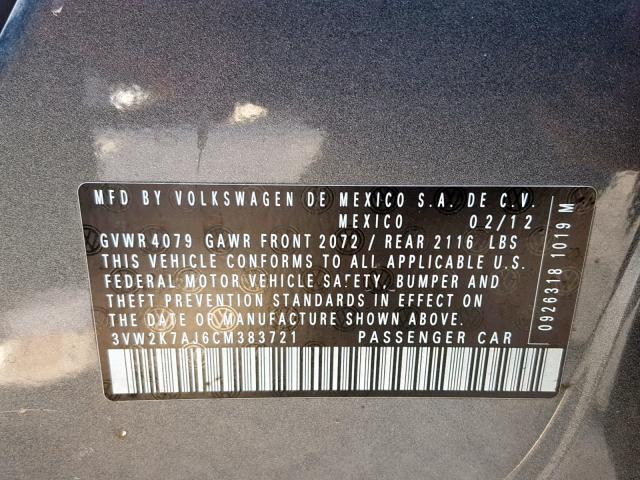 MFD BY VOLKSWAGEN DE MEXICO S.A. DE C.V.
MEXICO 02/12
GVWR 4079 GAWR FRONT 2072 / REAR 2116 LBS
THIS VEHICLE CONFORMS TO ALL APPLICABLE U.S.
FEDERAL MOTOR VEHICLE SAFETY, BUMPER AND
THEFT PREVENTION STANDARDS IN EFFECT ON
THE DATE OF MANUFACTURE SHOWN ABOVE.
3VW2K7AJ6CM383721 PASSENGER CAR
0926318 1019 M